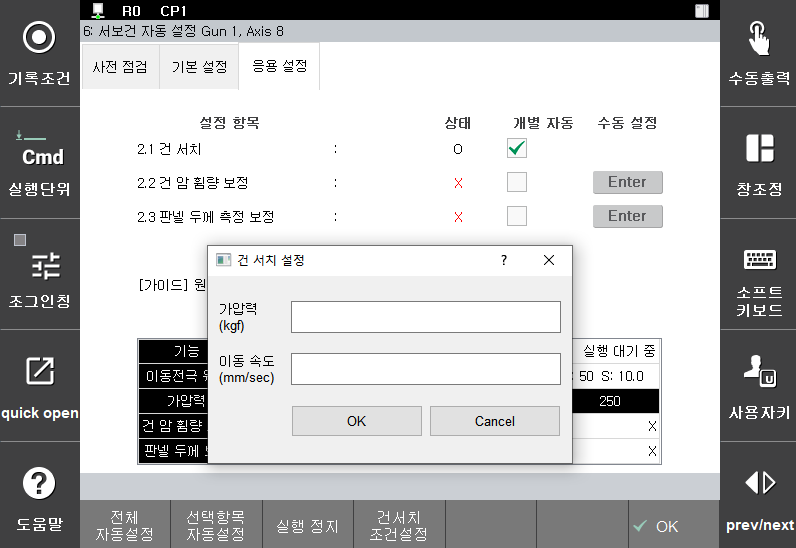 R0 CP1
6: 서보건 자동 설정 Gun 1, Axis 8
사전 점검 기본 설정 응용 설정
설정 항목 상태 개별 자동 수동 설정
2.1 건 서치 : O
2.2 건 암 휨량 보정 : X Enter
2.3 판넬 두께 측정 보정 : X Enter
[가이드] 원
건 서치 설정 ?
가압력
(kgf)
이동 속도
(mm/sec)
OK Cancel
기능 실행 대기 중
이동전극 : 50 S: 10.0
가압력 250
건 암 휨량 X
판넬 두께 X
기록조건
Cmd
실행단위
조그인칭
quick open
도움말
수동출력
창조정
소프트
키보드
U
사용자키
prev/next
전체
자동설정
선택항목
자동설정
실행 정지
건서치
조건설정
OK